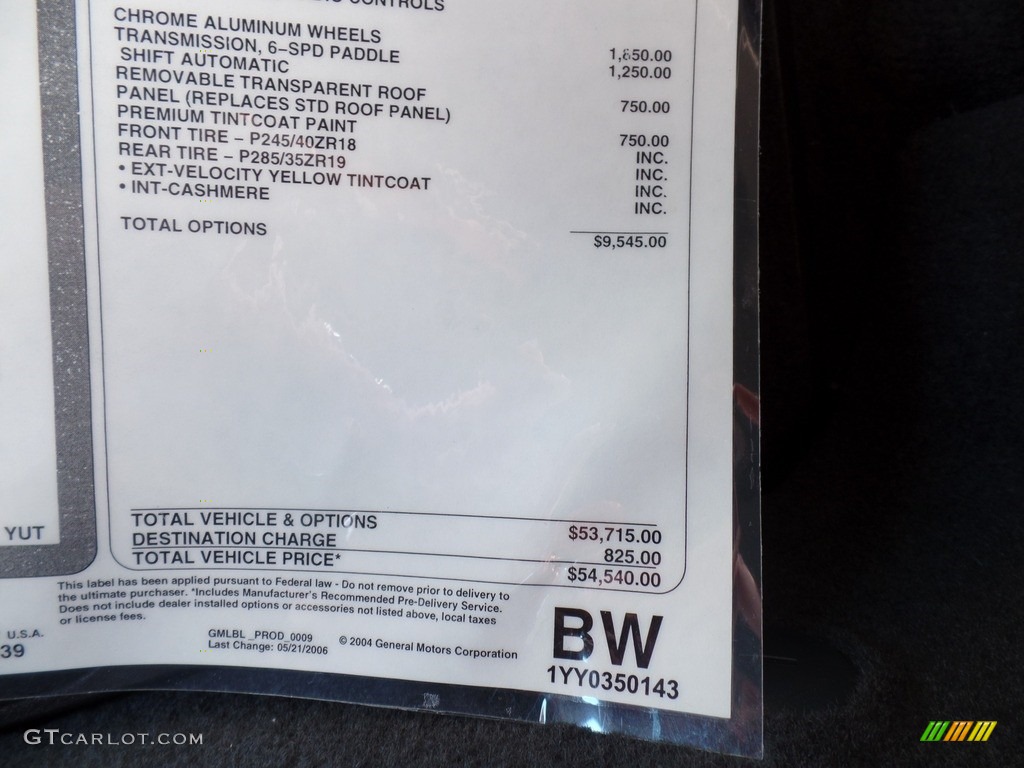 CONTROLS
CHROME ALUMINUM WHEELS 1,850.00
TRANSMISSION, 6-SPD PADDLE 1,250.00
SHIFT AUTOMATIC
REMOVABLE TRANSPARENT ROOF 750.00
PANEL (REPLACES STD ROOF PANEL)
PREMIUM TINTCOAT PAINT 750.00
FRONT TIRE – P245/40ZR18 INC.
REAR TIRE – P285/35ZR19 INC.
• EXT-VELOCITY YELLOW TINTCOAT INC.
• INT-CASHMERE INC.
TOTAL OPTIONS $9,545.00
YUT
TOTAL VEHICLE & OPTIONS $53,715.00
DESTINATION CHARGE 825.00
TOTAL VEHICLE PRICE* $54,540.00
This label has been applied pursuant to Federal law - Do not remove prior to delivery to
the ultimate purchaser. *Includes Manufacturer's Recommended Pre-Delivery Service.
Does not include dealer installed options or accessories not listed above, local taxes
or license fees.
U.S.A.
39
GMLBL_PROD_0009
Last Change: 05/21/2006
© 2004 General Motors Corporation
BW
1YY0350143
GTcarlot.com